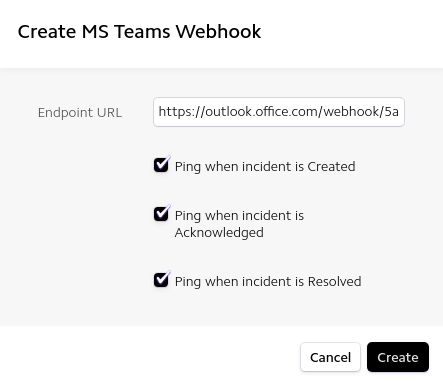 Create MS Teams Webhook
Endpoint URL
https://outlook.office.com/webhook/5a
Ping when incident is Created
Ping when incident is
Acknowledged
Ping when incident is Resolved
Cancel
Create